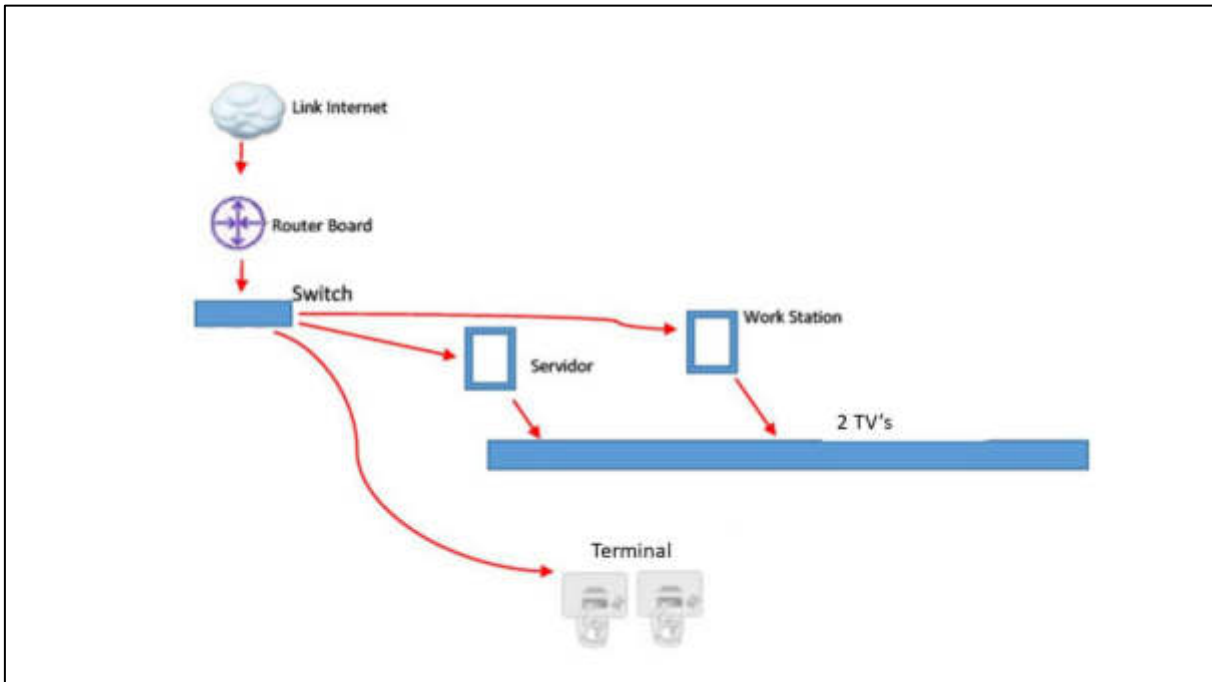 Link Internet
Router Board
Switch
Work Station
Servidor
2 TV's
Terminal